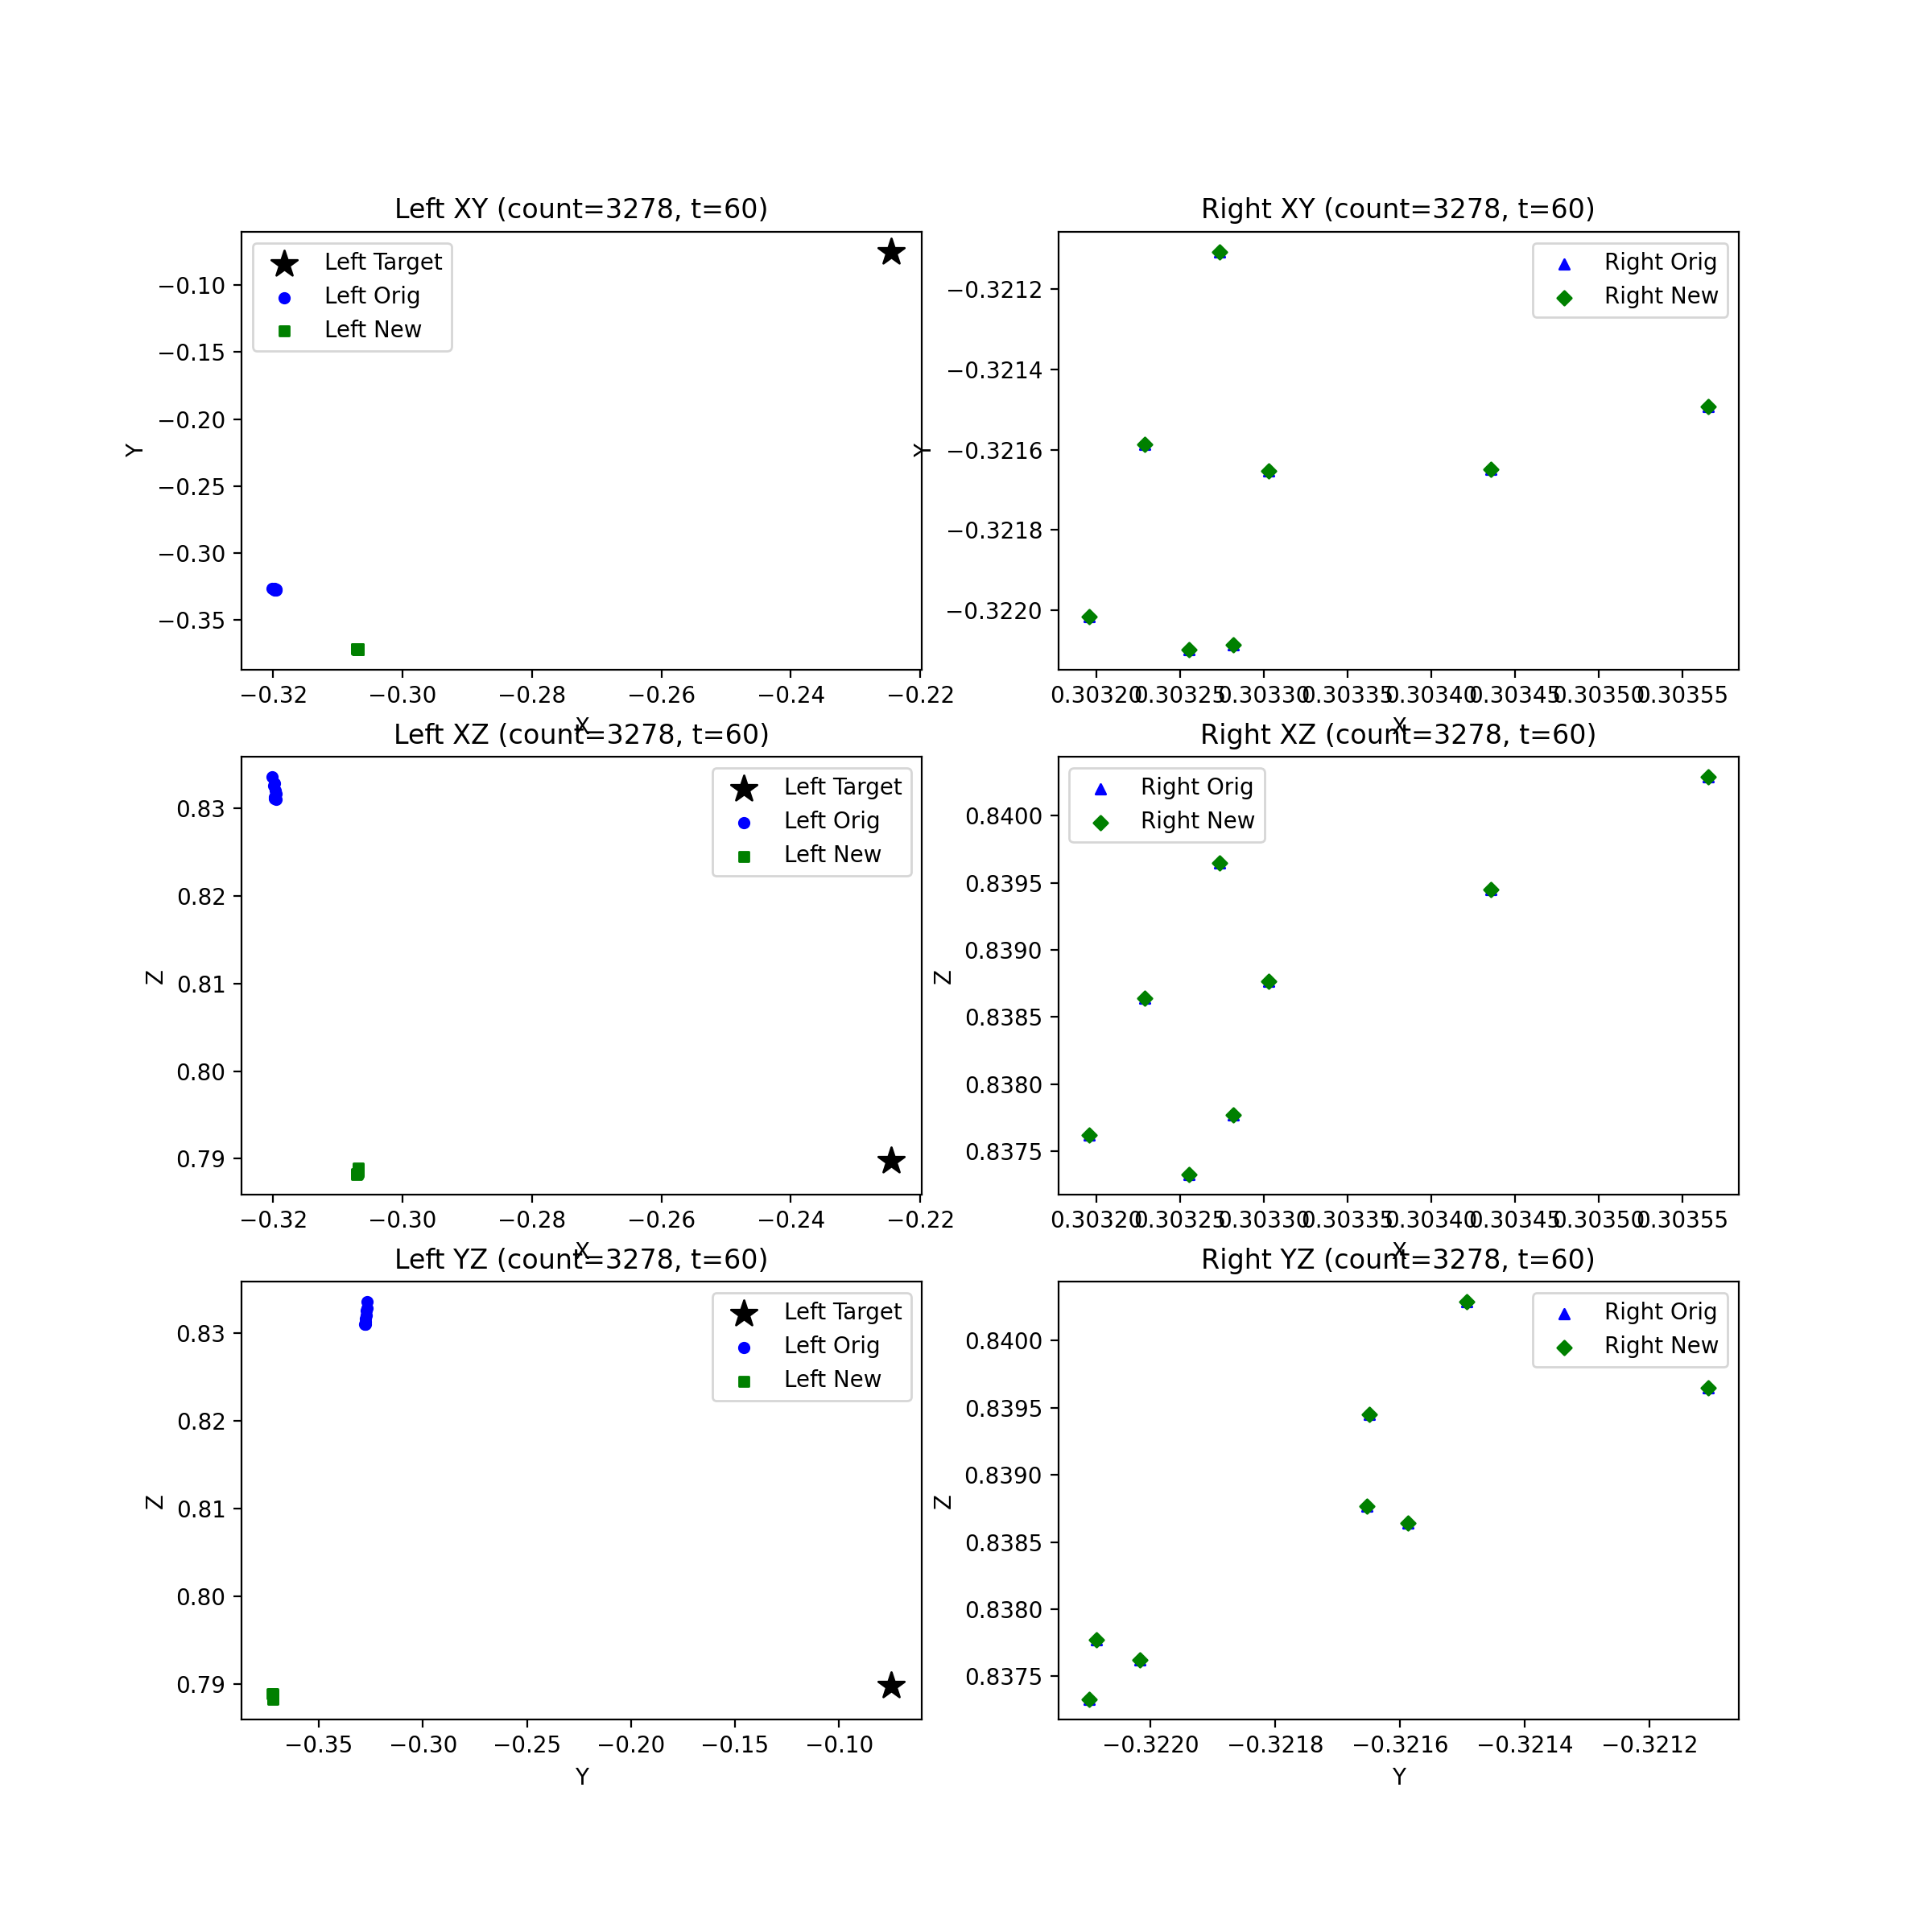 Left XY (count=3278, t=60)
Left Target
Left Orig
Left New
−0.10
−0.15
−0.20
−0.25
−0.30
−0.35
Y
−0.32 −0.30 −0.28 −0.26 −0.24 −0.22
X
Right XY (count=3278, t=60)
Right Orig
Right New
−0.3212
−0.3214
−0.3216
−0.3218
−0.3220
Y
0.30320 0.30325 0.30330 0.30335 0.30340 0.30345 0.30350 0.30355
X
Left XZ (count=3278, t=60)
Left Target
Left Orig
Left New
0.83
0.82
0.81
0.80
0.79
Z
−0.32 −0.30 −0.28 −0.26 −0.24 −0.22
X
Right XZ (count=3278, t=60)
Right Orig
Right New
0.8400
0.8395
0.8390
0.8385
0.8380
0.8375
Z
0.30320 0.30325 0.30330 0.30335 0.30340 0.30345 0.30350 0.30355
X
Left YZ (count=3278, t=60)
Left Target
Left Orig
Left New
0.83
0.82
0.81
0.80
0.79
Z
−0.35 −0.30 −0.25 −0.20 −0.15 −0.10
Y
Right YZ (count=3278, t=60)
Right Orig
Right New
0.8400
0.8395
0.8390
0.8385
0.8380
0.8375
Z
−0.3220 −0.3218 −0.3216 −0.3214 −0.3212
Y